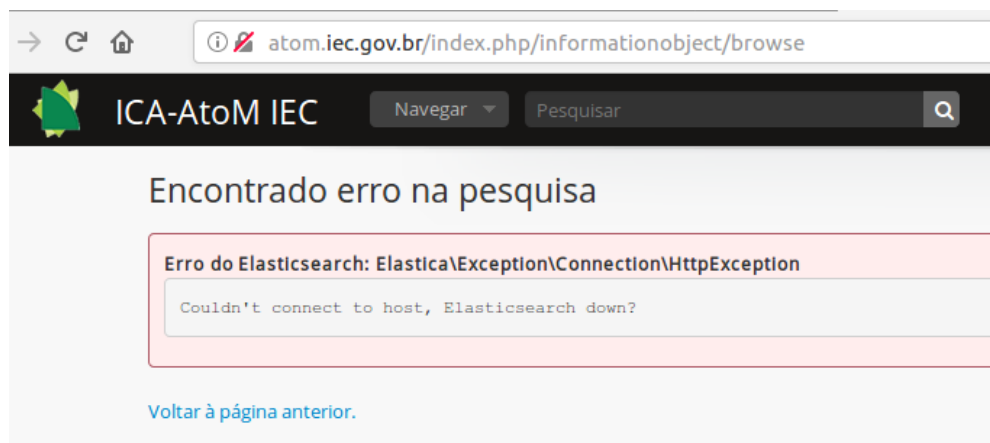 atom.iec.gov.br/index.php/informationobject/browse
ICA-AtoM IEC
Navegar
Pesquisar
Encontrado erro na pesquisa
Erro do Elasticsearch: Elastica\Exception\Connection\HttpException
Couldn't connect to host, Elasticsearch down?
Voltar à página anterior.